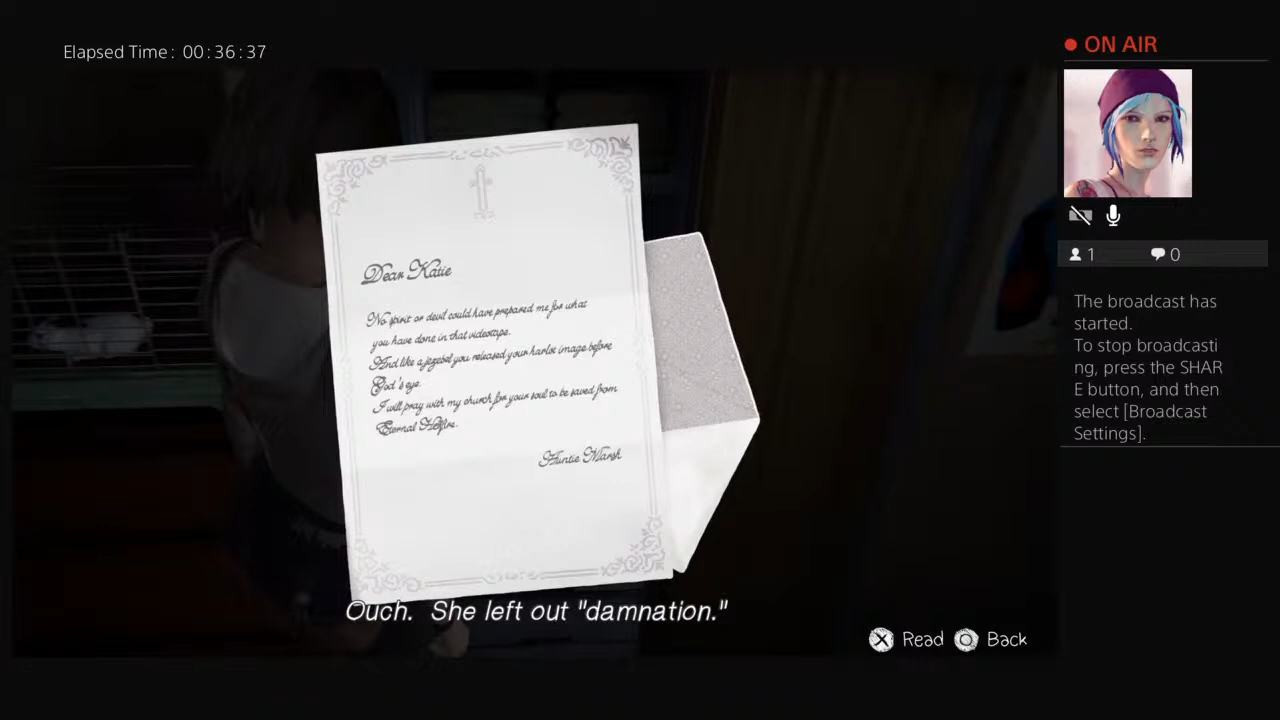 Elapsed Time: 00:36:37
ON AIR
1 0
The broadcast has
started.
To stop broadcasti
ng, press the SHAR
E button, and then
select [Broadcast
Settings].
Dear Katie
No spirit or devil could have prepared me for what
you have done in that videotape.
And like a jezebel you released your harlot image before
God's eye.
I will pray with my church for your soul to be saved from
Eternal Hellfire.
Auntie Marsh
Ouch. She left out "damnation."
Read Back